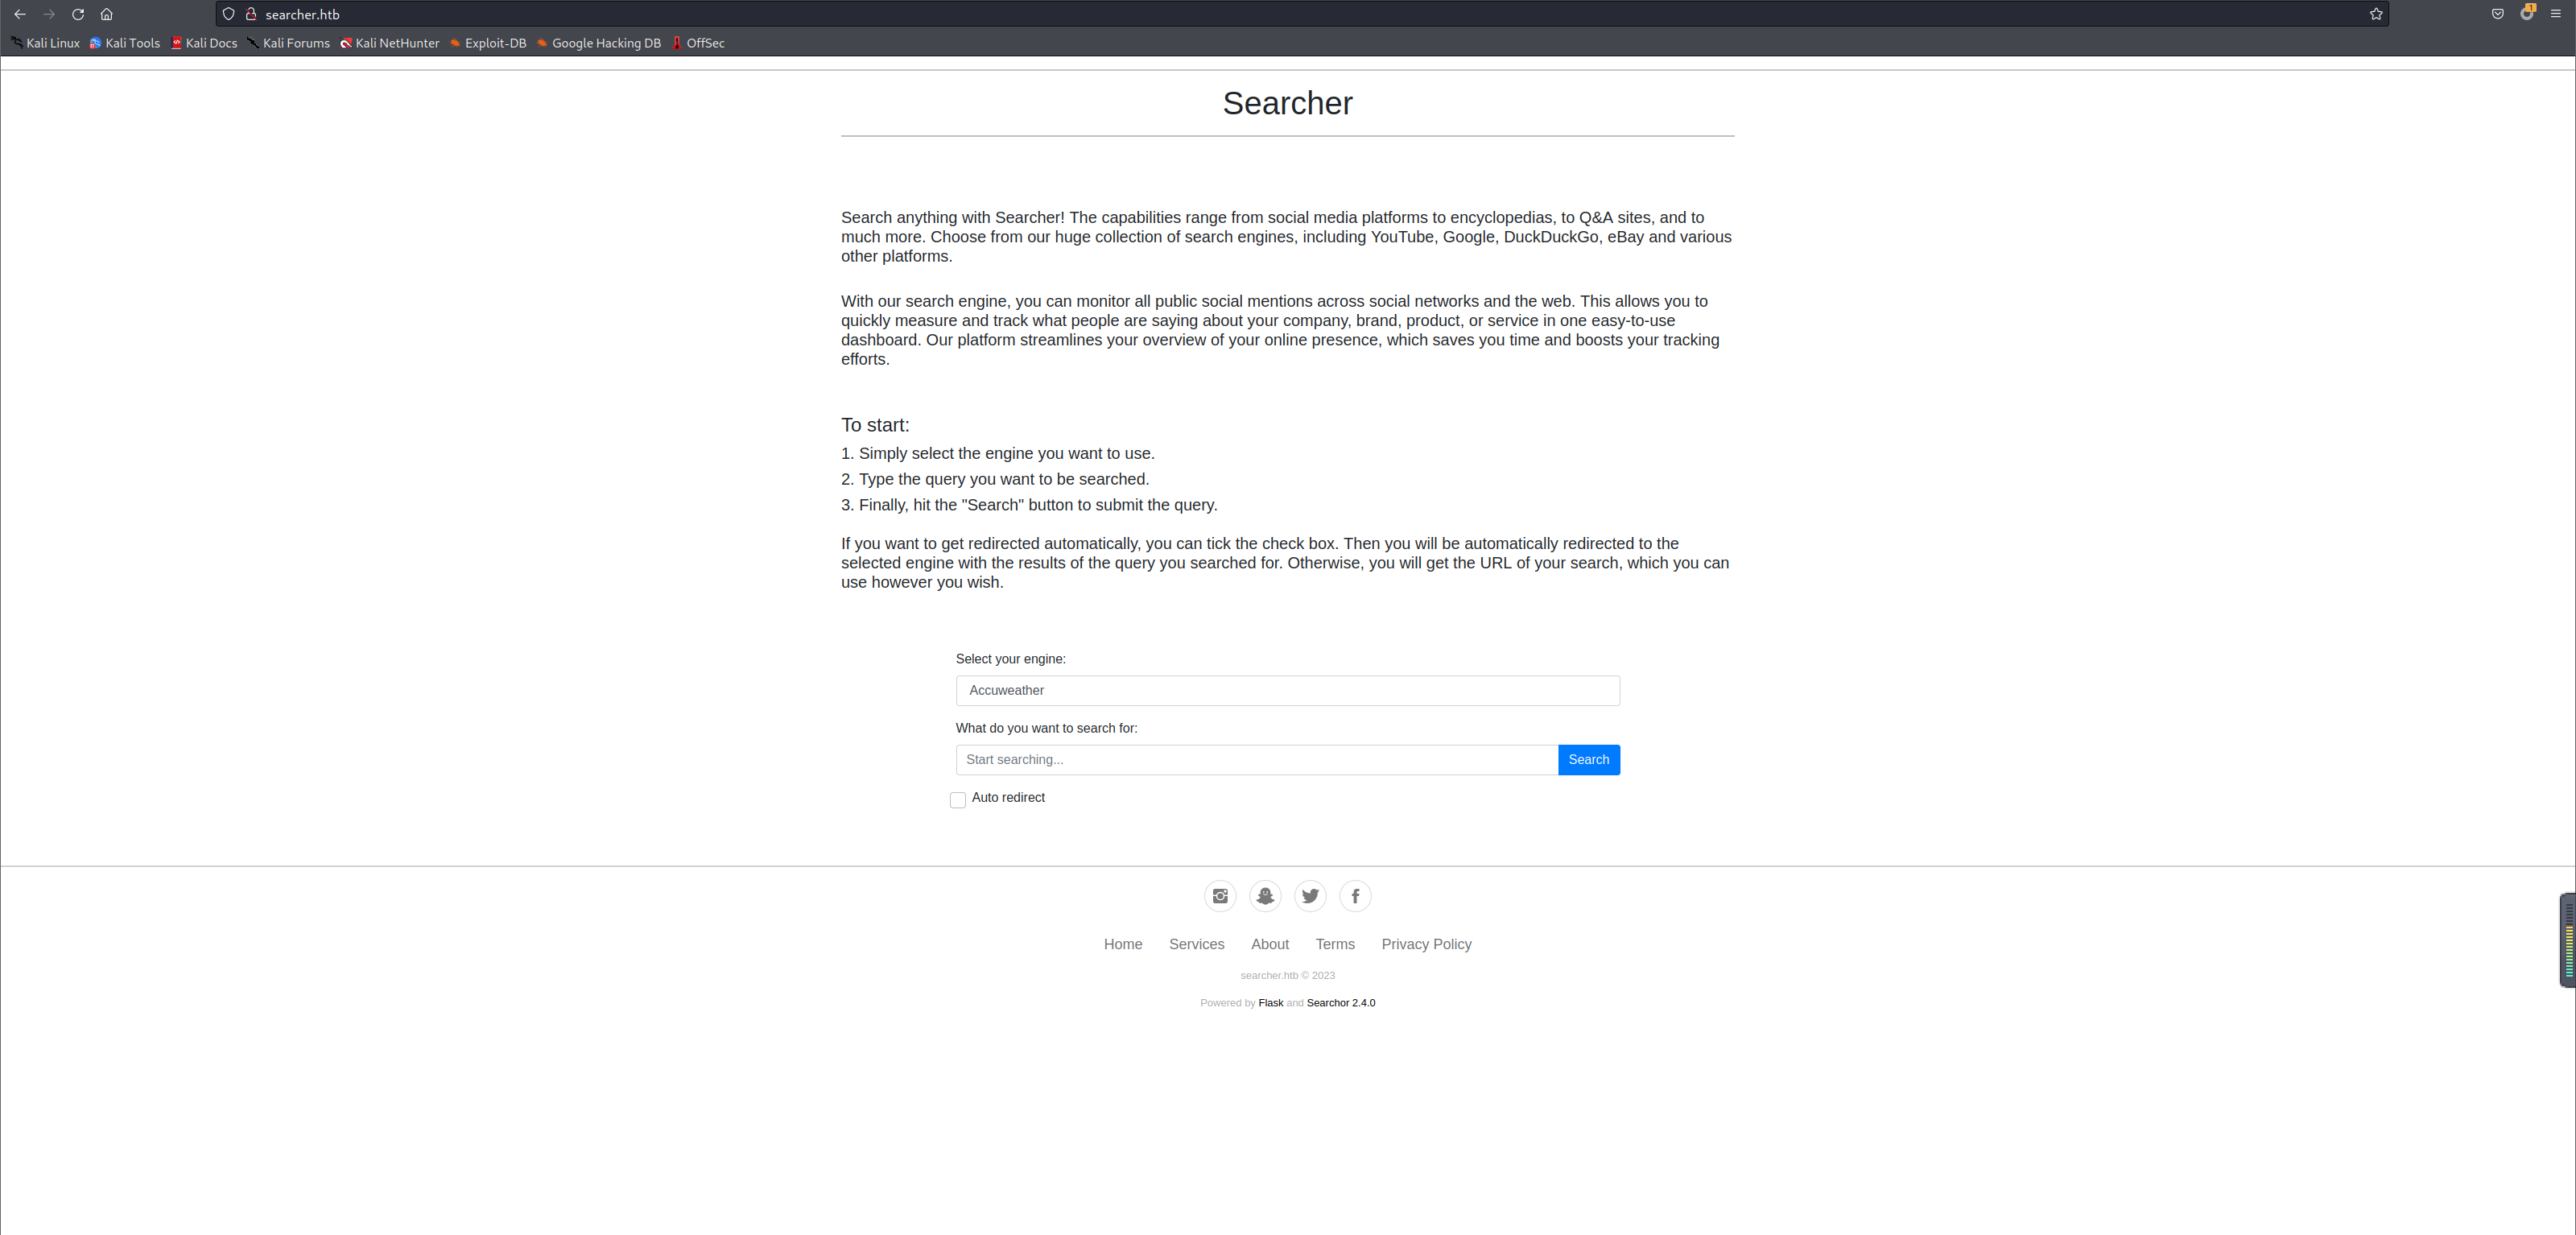 searcher.htb
1
Kali Linux Kali Tools Kali Docs Kali Forums Kali NetHunter Exploit-DB Google Hacking DB OffSec
Searcher
Search anything with Searcher! The capabilities range from social media platforms to encyclopedias, to Q&A sites, and to
much more. Choose from our huge collection of search engines, including YouTube, Google, DuckDuckGo, eBay and various
other platforms.
With our search engine, you can monitor all public social mentions across social networks and the web. This allows you to
quickly measure and track what people are saying about your company, brand, product, or service in one easy-to-use
dashboard. Our platform streamlines your overview of your online presence, which saves you time and boosts your tracking
efforts.
To start:
1. Simply select the engine you want to use.
2. Type the query you want to be searched.
3. Finally, hit the "Search" button to submit the query.
If you want to get redirected automatically, you can tick the check box. Then you will be automatically redirected to the
selected engine with the results of the query you searched for. Otherwise, you will get the URL of your search, which you can
use however you wish.
Select your engine:
Accuweather
What do you want to search for:
Start searching... Search
Auto redirect
Home Services About Terms Privacy Policy
searcher.htb © 2023
Powered by Flask and Searchor 2.4.0